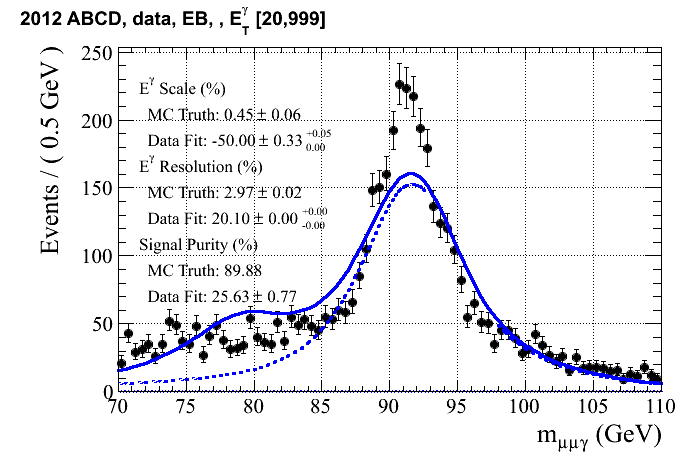 2012 ABCD, data, EB, , E_T^γ [20,999]
Events / ( 0.5 GeV )
250
200
150
100
50
0
E^γ Scale (%)
MC Truth: 0.45 ± 0.06
Data Fit: -50.00 ± 0.33 +0.05 0.00
E^γ Resolution (%)
MC Truth: 2.97 ± 0.02
Data Fit: 20.10 ± 0.00 +0.00 -0.00
Signal Purity (%)
MC Truth: 89.88
Data Fit: 25.63 ± 0.77
70 75 80 85 90 95 100 105 110
m_μμγ (GeV)